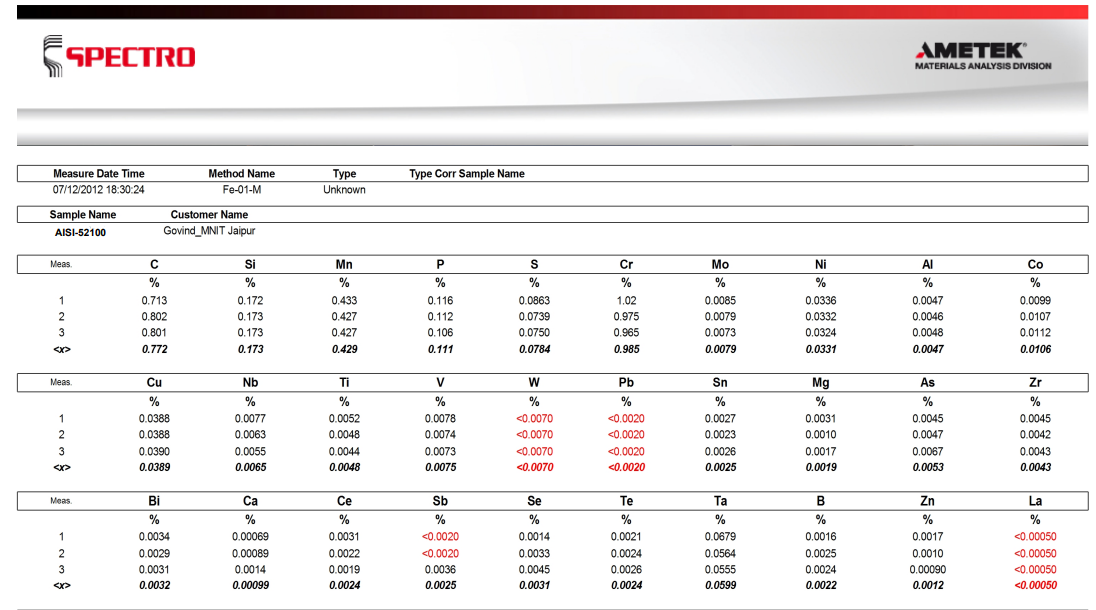 SPECTRO
AMETEK®
MATERIALS ANALYSIS DIVISION
Measure Date Time Method Name Type Type Corr Sample Name
07/12/2012 18:30:24 Fe-01-M Unknown
Sample Name Customer Name
AISI-52100 Govind_MNIT Jaipur
Meas. C Si Mn P S Cr Mo Ni Al Co
% % % % % % % % % %
1 0.713 0.172 0.433 0.116 0.0863 1.02 0.0085 0.0336 0.0047 0.0099
2 0.802 0.173 0.427 0.112 0.0739 0.975 0.0079 0.0332 0.0046 0.0107
3 0.801 0.173 0.427 0.106 0.0750 0.965 0.0073 0.0324 0.0048 0.0112
<x> 0.772 0.173 0.429 0.111 0.0784 0.985 0.0079 0.0331 0.0047 0.0106
Meas. Cu Nb Ti V W Pb Sn Mg As Zr
% % % % % % % % % %
1 0.0388 0.0077 0.0052 0.0078 <0.0070 <0.0020 0.0027 0.0031 0.0045 0.0045
2 0.0388 0.0063 0.0048 0.0074 <0.0070 <0.0020 0.0023 0.0010 0.0047 0.0042
3 0.0390 0.0055 0.0044 0.0073 <0.0070 <0.0020 0.0026 0.0017 0.0067 0.0043
<x> 0.0389 0.0065 0.0048 0.0075 <0.0070 <0.0020 0.0025 0.0019 0.0053 0.0043
Meas. Bi Ca Ce Sb Se Te Ta B Zn La
% % % % % % % % % %
1 0.0034 0.00069 0.0031 <0.0020 0.0014 0.0021 0.0679 0.0016 0.0017 <0.00050
2 0.0029 0.00089 0.0022 <0.0020 0.0033 0.0024 0.0564 0.0025 0.0010 <0.00050
3 0.0031 0.0014 0.0019 0.0036 0.0045 0.0026 0.0555 0.0024 0.00090 <0.00050
<x> 0.0032 0.00099 0.0024 0.0025 0.0031 0.0024 0.0599 0.0022 0.0012 <0.00050